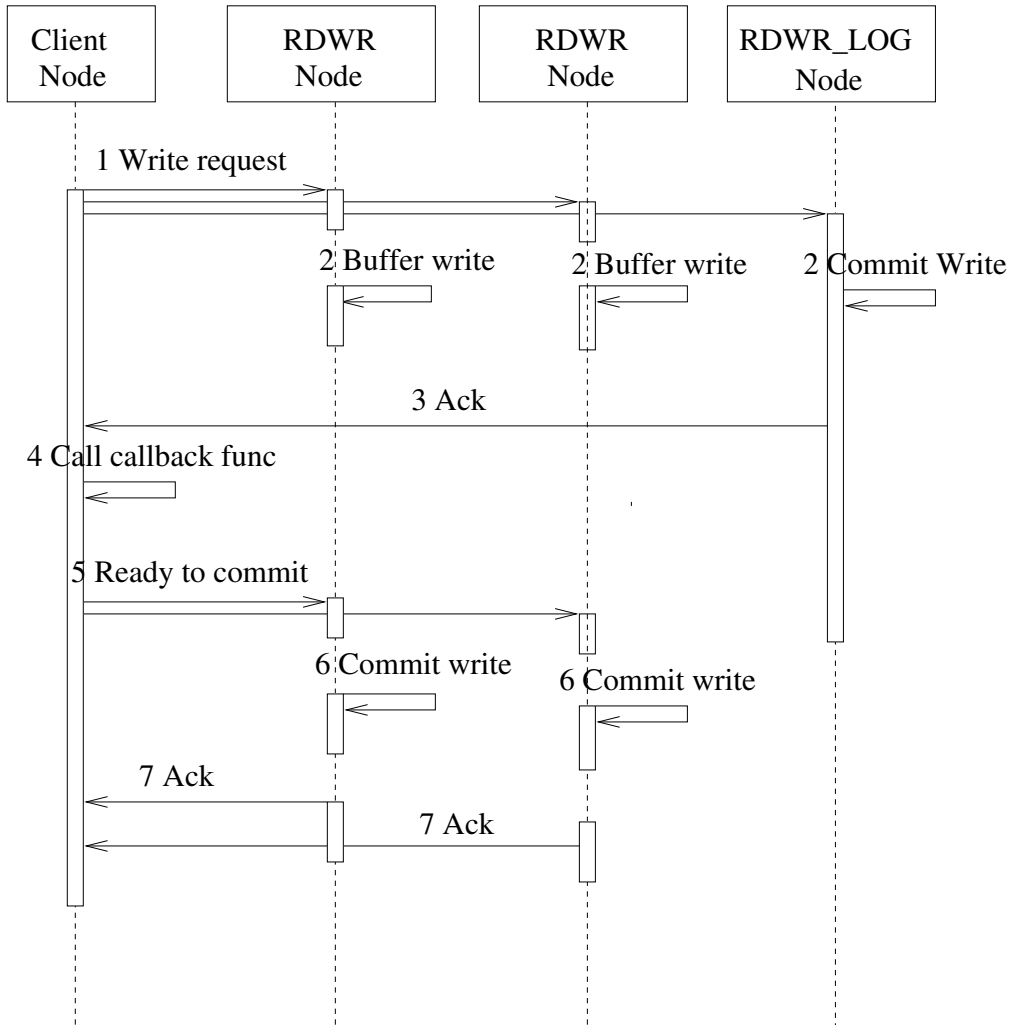 Client
Node
RDWR
Node
RDWR
Node
RDWR_LOG
Node
1 Write request
2 Buffer write
2 Buffer write
2 Commit Write
3 Ack
4 Call callback func
5 Ready to commit
6 Commit write
6 Commit write
7 Ack
7 Ack